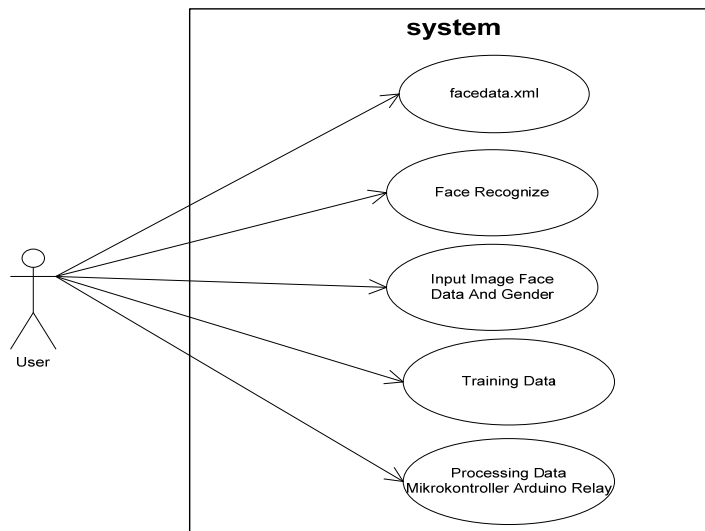 system
facedata.xml
Face Recognize
Input Image Face
Data And Gender
User
Training Data
Processing Data
Mikrokontroller Arduino Relay